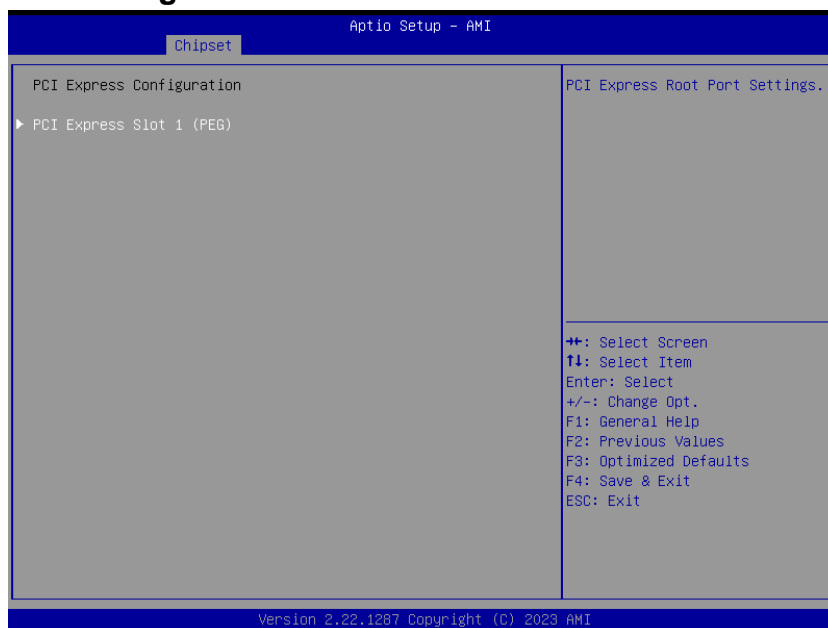 Aptio Setup – AMI
Chipset
PCI Express Configuration
▶ PCI Express Slot 1 (PEG)
PCI Express Root Port Settings.
→←: Select Screen
↑↓: Select Item
Enter: Select
+/-: Change Opt.
F1: General Help
F2: Previous Values
F3: Optimized Defaults
F4: Save & Exit
ESC: Exit
Version 2.22.1287 Copyright (C) 2023 AMI